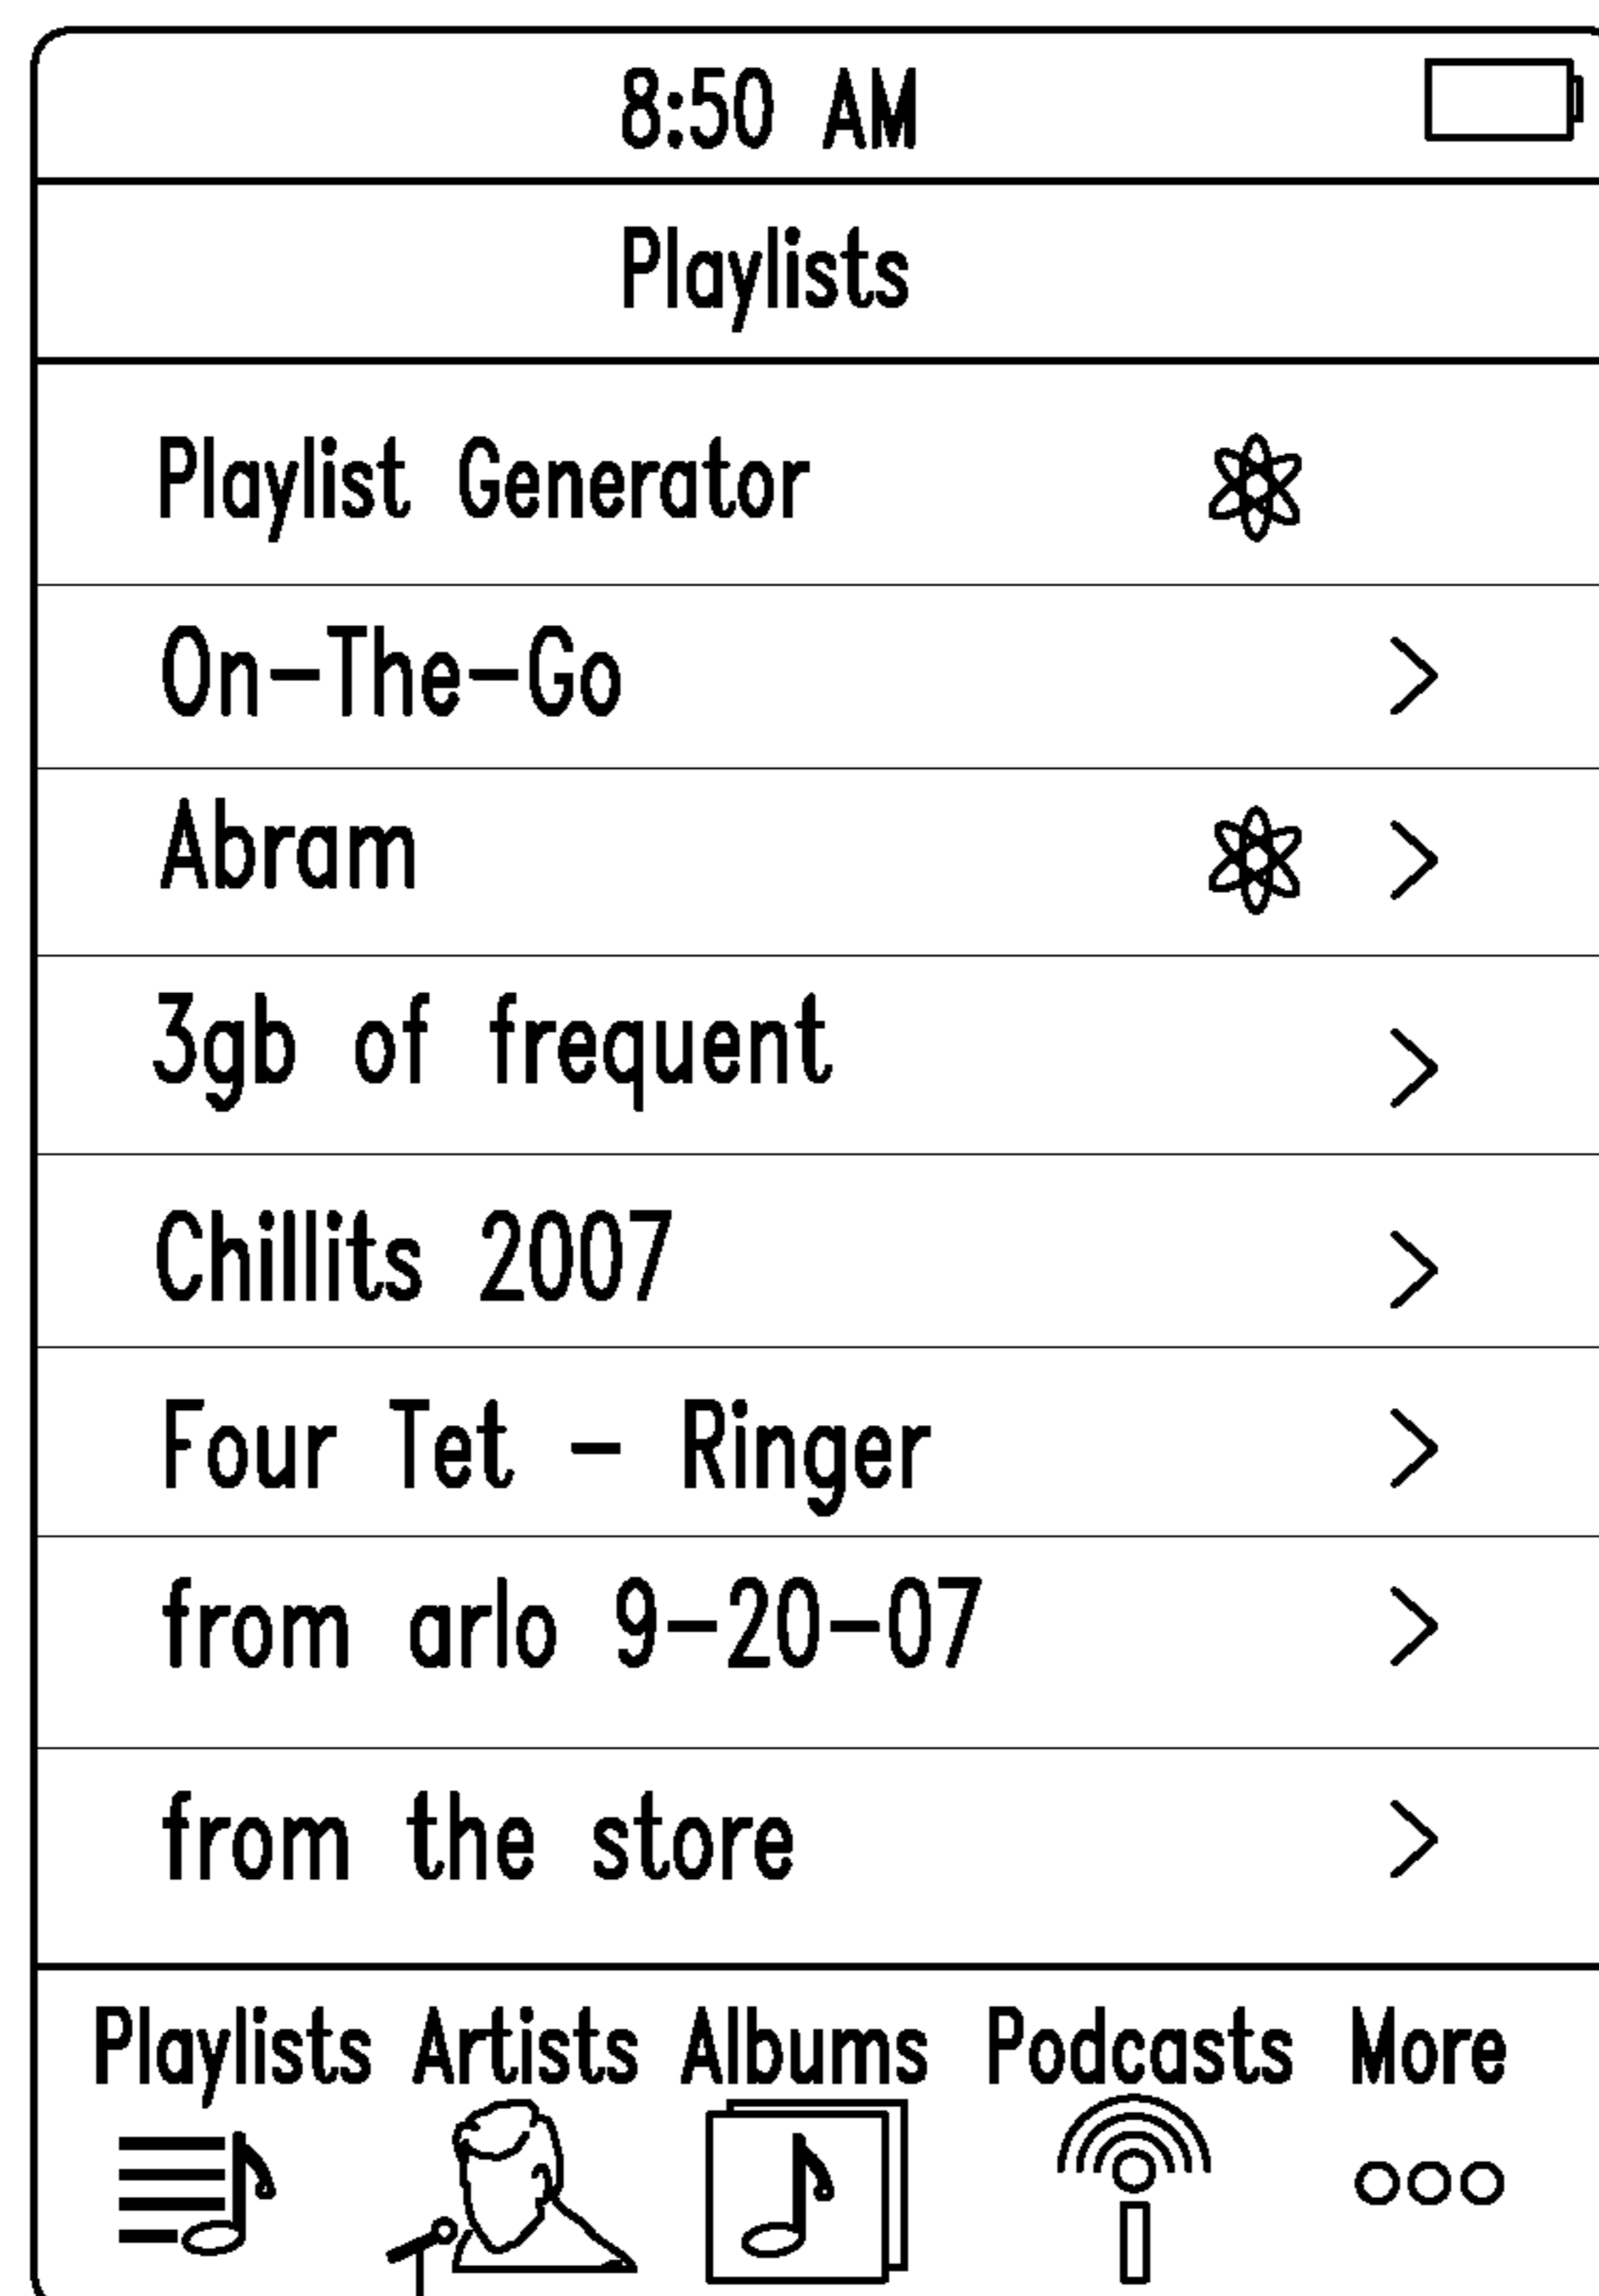 8:50 AM
Playlists
Playlist Generator
On-The-Go
Abram
3gb of frequent
Chillits 2007
Four Tet - Ringer
from arlo 9-20-07
from the store
Playlists Artists Albums Podcasts More